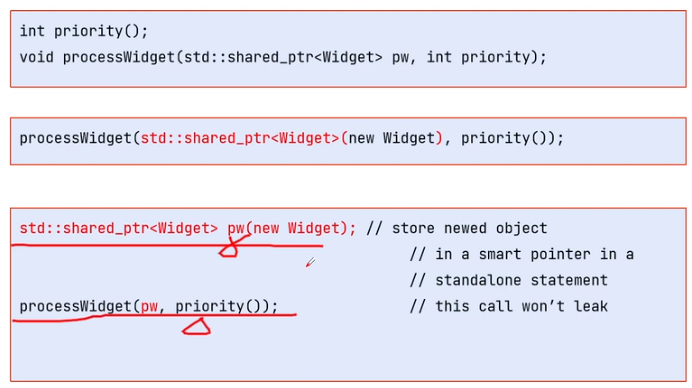 int priority();
void processWidget(std::shared_ptr<Widget> pw, int priority);
processWidget(std::shared_ptr<Widget>(new Widget), priority());
std::shared_ptr<Widget> pw(new Widget); // store newed object
// in a smart pointer in a
// standalone statement
processWidget(pw, priority()); // this call won’t leak